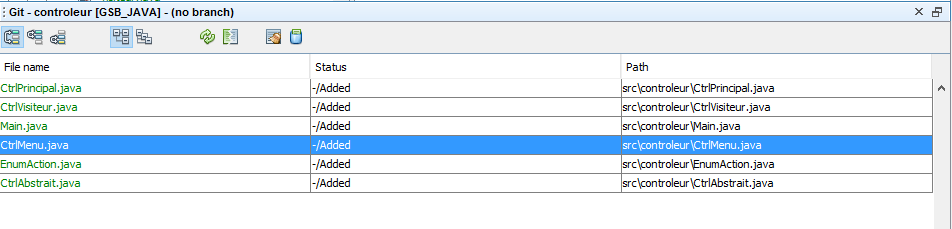 Git - controleur [GSB_JAVA] - (no branch)
File name Status Path
CtrlPrincipal.java -/Added src\controleur\CtrlPrincipal.java
CtrlVisiteur.java -/Added src\controleur\CtrlVisiteur.java
Main.java -/Added src\controleur\Main.java
CtrlMenu.java -/Added src\controleur\CtrlMenu.java
EnumAction.java -/Added src\controleur\EnumAction.java
CtrlAbstrait.java -/Added src\controleur\CtrlAbstrait.java